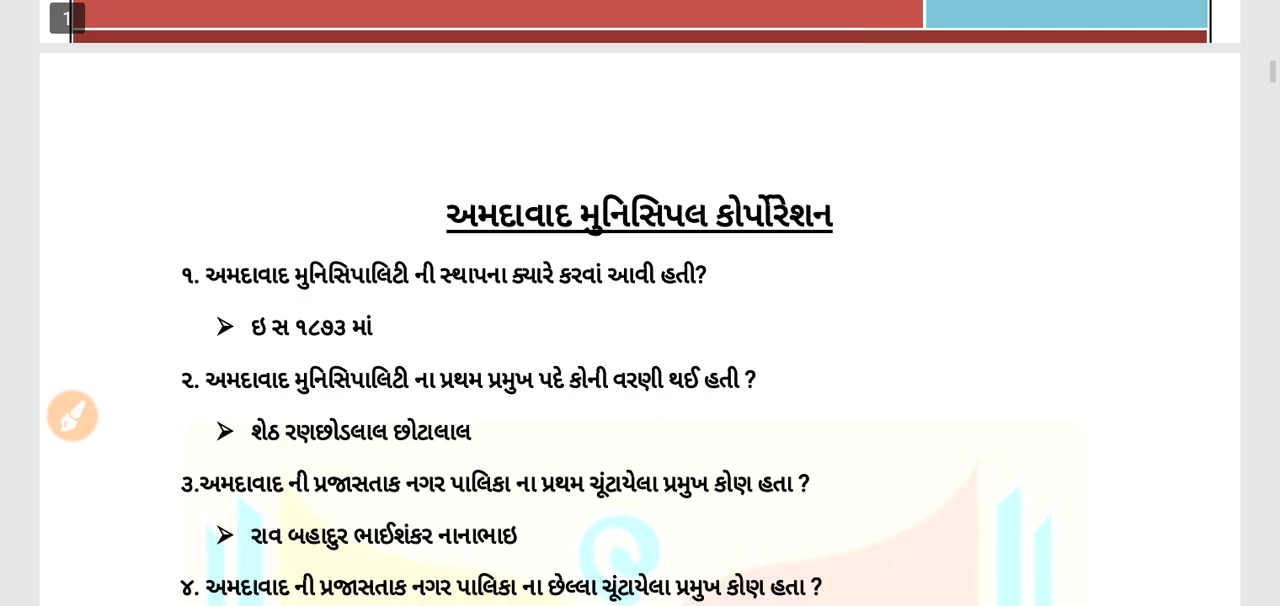 1
અમદાવાદ મુનિસિપલ કોર્પોરેશન
૧. અમદાવાદ મુનિસિપાલિટી ની સ્થાપના ક્યારે કરવાં આવી હતી?
➢ ઇ સ ૧૮૭૩ માં
૨. અમદાવાદ મુનિસિપાલિટી ના પ્રથમ પ્રમુખ પદે કોની વરણી થઈ હતી ?
➢ શેઠ રણછોડલાલ છોટાલાલ
૩.અમદાવાદ ની પ્રજાસતાક નગર પાલિકા ના પ્રથમ ચૂંટાયેલા પ્રમુખ કોણ હતા ?
➢ રાવ બહાદુર ભાઈશંકર નાનાભાઇ
૪. અમદાવાદ ની પ્રજાસતાક નગર પાલિકા ના છેલ્લા ચૂંટાયેલા પ્રમુખ કોણ હતા ?